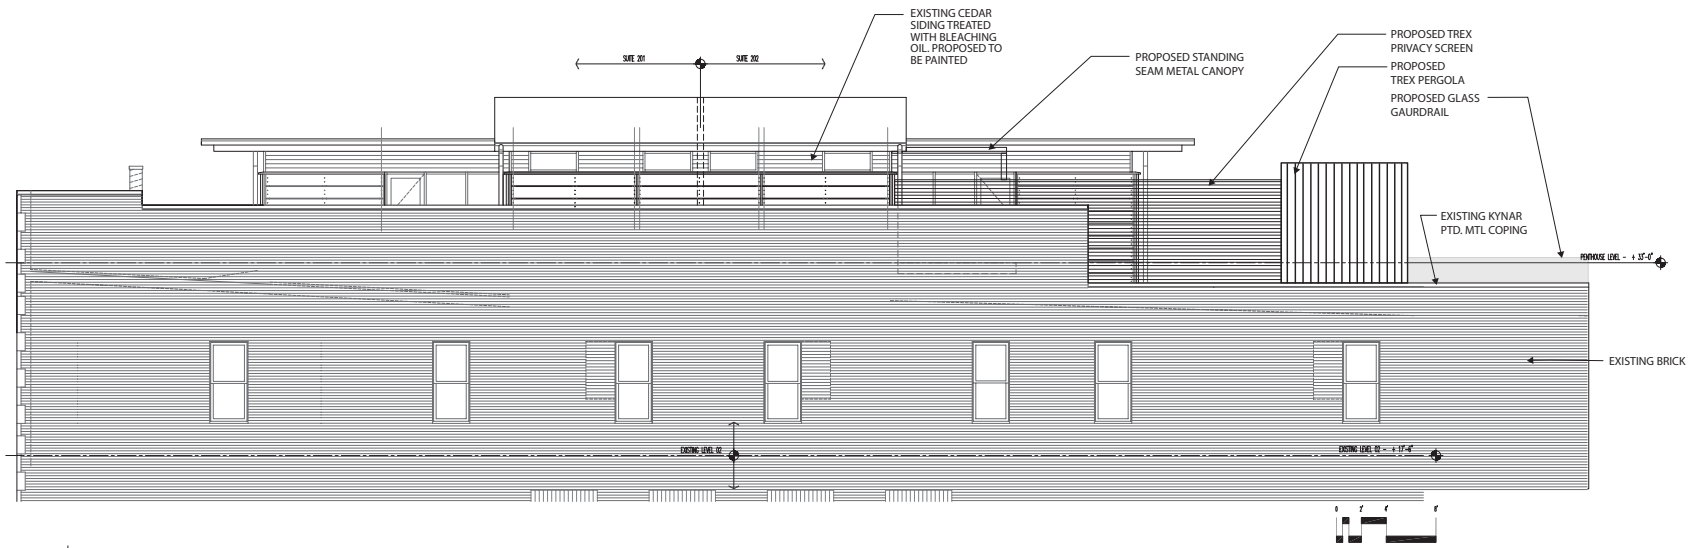 EXISTING CEDAR
SIDING TREATED
WITH BLEACHING
OIL. PROPOSED TO
BE PAINTED
SUITE 201
SUITE 202
PROPOSED STANDING
SEAM METAL CANOPY
PROPOSED TREX
PRIVACY SCREEN
PROPOSED
TREX PERGOLA
PROPOSED GLASS
GAURDRAIL
EXISTING KYNAR
PTD. MTL COPING
PENTHOUSE LEVEL - + 33'-0"
EXISTING BRICK
EXISTING LEVEL 02
EXISTING LEVEL 02 - + 17'-6"
0 2' 4' 8'